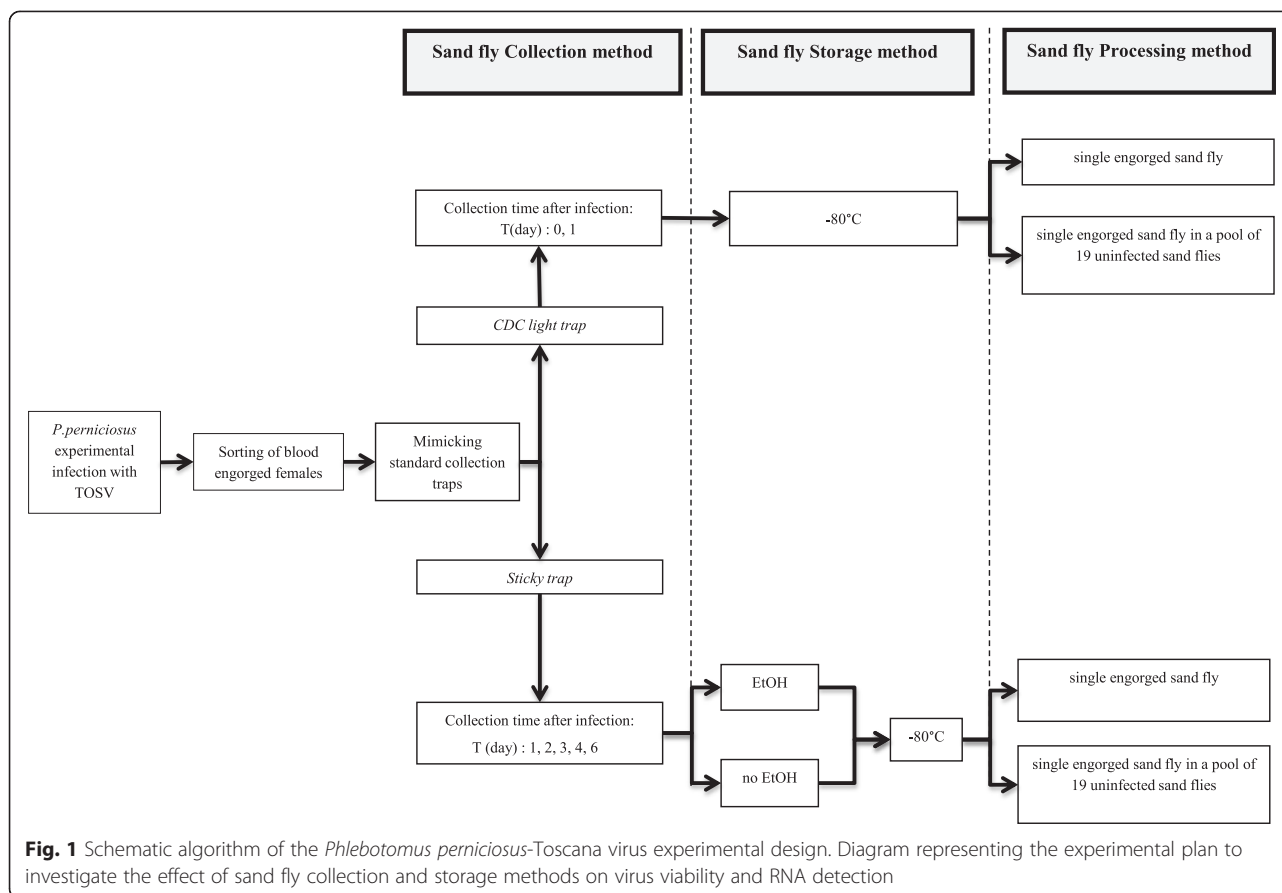 Sand fly Collection method
Sand fly Storage method
Sand fly Processing method
single engorged sand fly
Collection time after infection:
T(day) : 0, 1
-80°C
single engorged sand fly in a pool of
19 uninfected sand flies
CDC light trap
P.perniciosus
experimental
infection with
TOSV
Sorting of blood
engorged females
Mimicking
standard collection
traps
Sticky trap
Collection time after infection:
T (day) : 1, 2, 3, 4, 6
EtOH
no EtOH
-80°C
single engorged sand fly
single engorged sand fly in a pool of
19 uninfected sand flies
Fig. 1 Schematic algorithm of the Phlebotomus perniciosus-Toscana virus experimental design. Diagram representing the experimental plan to
investigate the effect of sand fly collection and storage methods on virus viability and RNA detection